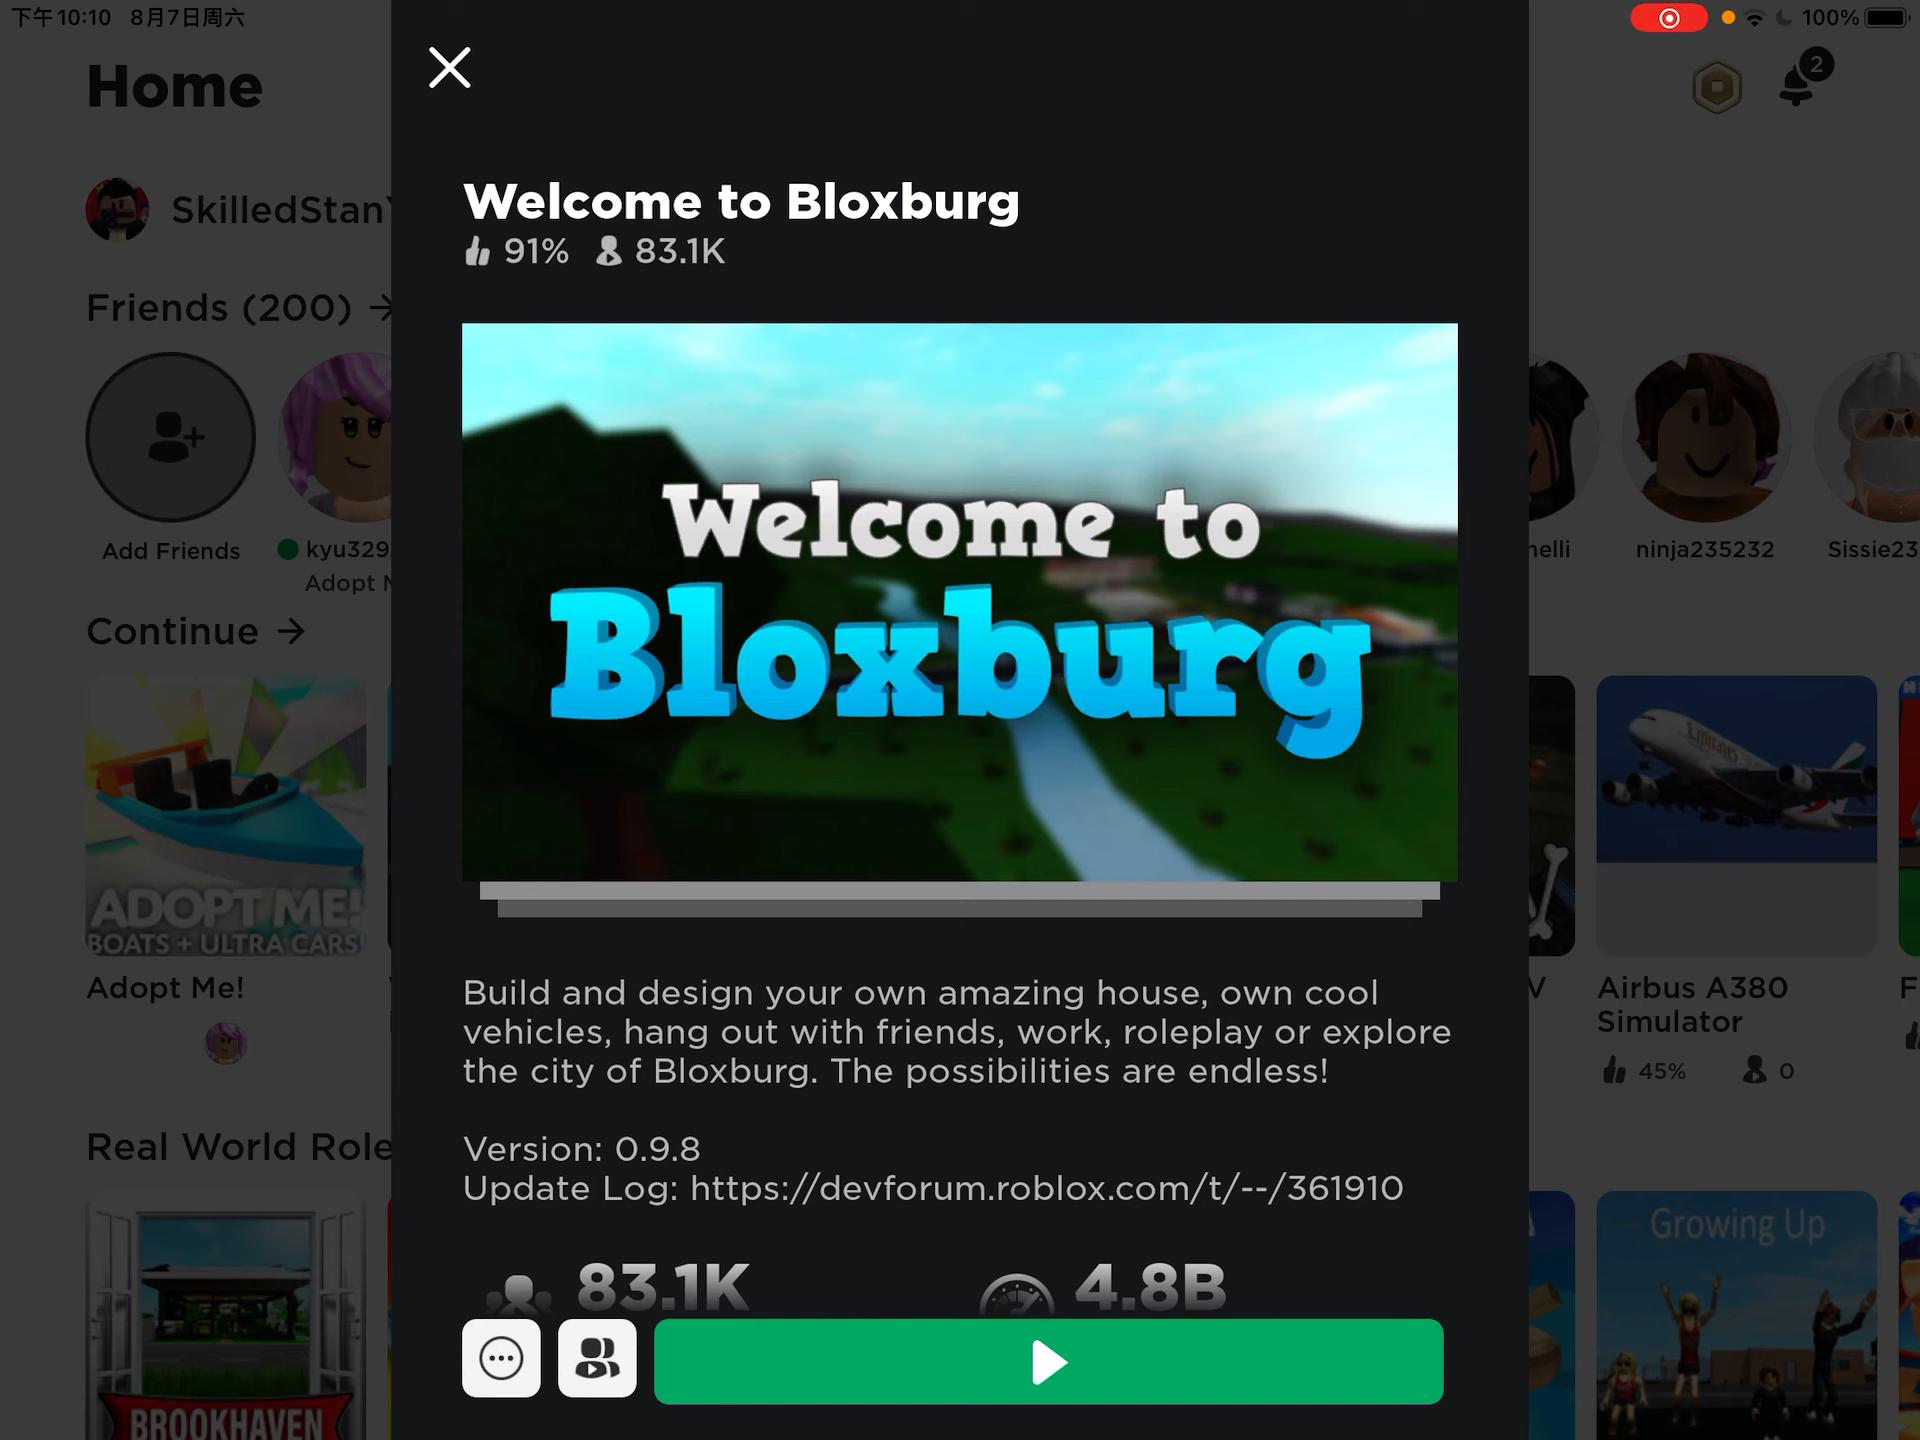 下午10:10 8月7日周六
100%
Home
2
SkilledStan
Friends (200) →
Add Friends
kyu329
Adopt
nelli
ninja235232
Sissie23
Continue →
ADOPT ME!
BOATS + ULTRA CARS!
Adopt Me!
Emirates
V
Airbus A380
Simulator
45% 0
Real World Role
BROOKHAVEN
Growing Up
Welcome to Bloxburg
91% 83.1K
Welcome to
Bloxburg
Build and design your own amazing house, own cool
vehicles, hang out with friends, work, roleplay or explore
the city of Bloxburg. The possibilities are endless!
Version: 0.9.8
Update Log: https://devforum.roblox.com/t/--/361910
83.1K 4.8B